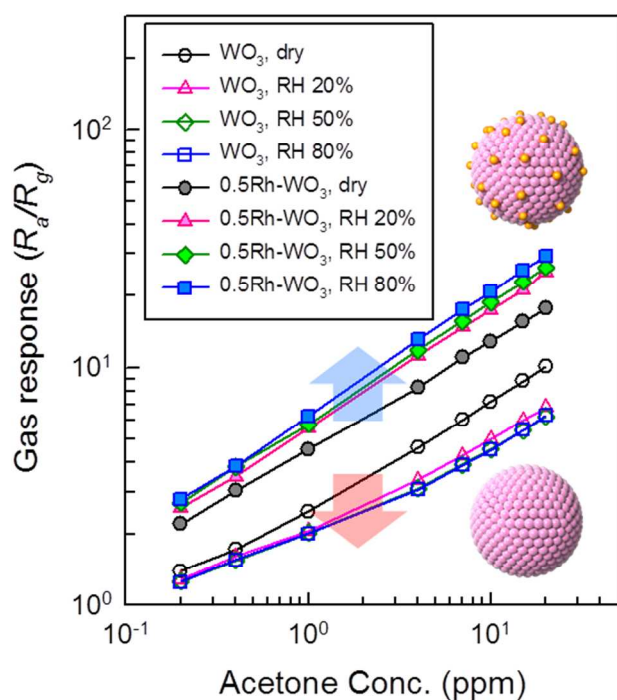 WO₃, dry
WO₃, RH 20%
WO₃, RH 50%
WO₃, RH 80%
0.5Rh-WO₃, dry
0.5Rh-WO₃, RH 20%
0.5Rh-WO₃, RH 50%
0.5Rh-WO₃, RH 80%
10²
10¹
10⁰
Gas response (Rₐ/R_g)
10⁻¹ 10⁰ 10¹
Acetone Conc. (ppm)